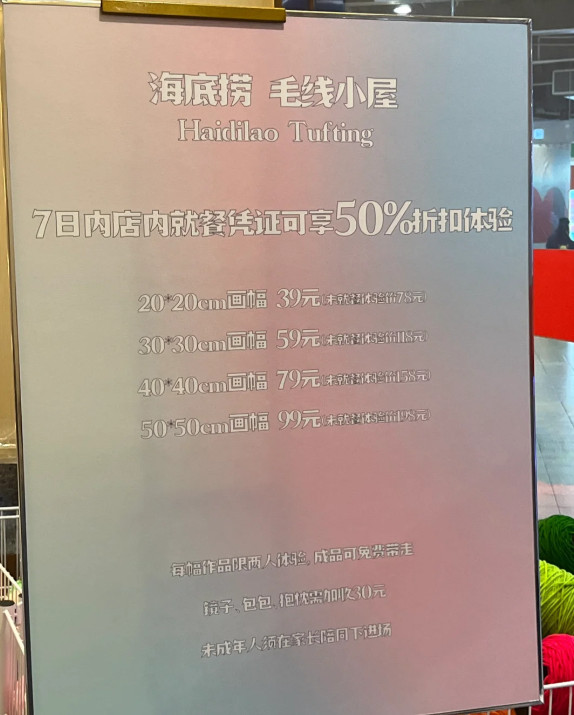 海底捞 毛线小屋
Haidilao Tufting
7日内店内就餐凭证可享50%折扣体验
20*20cm画幅 39元(未就餐体验价78元)
30*30cm画幅 59元(未就餐体验价118元)
40*40cm画幅 79元(未就餐体验价158元)
50*50cm画幅 99元(未就餐体验价198元)
每幅作品限两人体验, 成品可免费带走
镜子、包包、抱枕需加收30元
未成年人须在家长陪同下进场